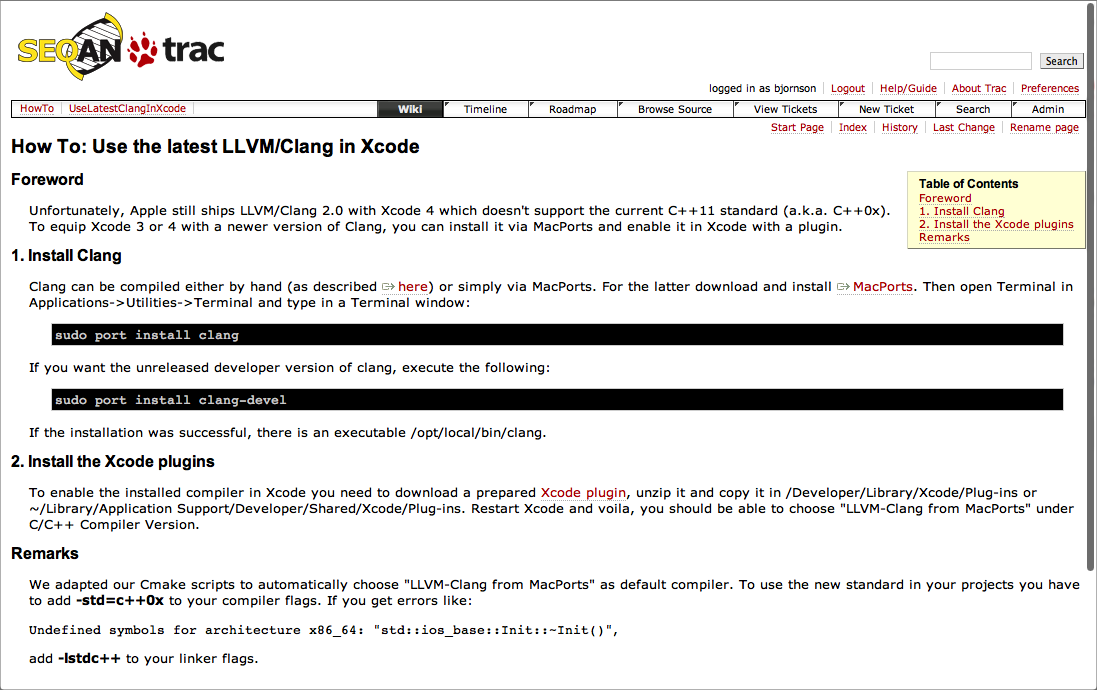 SEQAN trac
Search
logged in as bjornson Logout Help/Guide About Trac Preferences
HowTo UseLatestClangInXcode Wiki Timeline Roadmap Browse Source View Tickets New Ticket Search Admin
Start Page Index History Last Change Rename page
How To: Use the latest LLVM/Clang in Xcode
Foreword
Table of Contents
Foreword
1. Install Clang
2. Install the Xcode plugins
Remarks
Unfortunately, Apple still ships LLVM/Clang 2.0 with Xcode 4 which doesn't support the current C++11 standard (a.k.a. C++0x).
To equip Xcode 3 or 4 with a newer version of Clang, you can install it via MacPorts and enable it in Xcode with a plugin.
1. Install Clang
Clang can be compiled either by hand (as described here) or simply via MacPorts. For the latter download and install MacPorts. Then open Terminal in
Applications->Utilities->Terminal and type in a Terminal window:
sudo port install clang
If you want the unreleased developer version of clang, execute the following:
sudo port install clang-devel
If the installation was successful, there is an executable /opt/local/bin/clang.
2. Install the Xcode plugins
To enable the installed compiler in Xcode you need to download a prepared Xcode plugin, unzip it and copy it in /Developer/Library/Xcode/Plug-ins or
~/Library/Application Support/Developer/Shared/Xcode/Plug-ins. Restart Xcode and voila, you should be able to choose "LLVM-Clang from MacPorts" under
C/C++ Compiler Version.
Remarks
We adapted our Cmake scripts to automatically choose "LLVM-Clang from MacPorts" as default compiler. To use the new standard in your projects you have
to add -std=c++0x to your compiler flags. If you get errors like:
Undefined symbols for architecture x86_64: "std::ios_base::Init::~Init()",
add -lstdc++ to your linker flags.